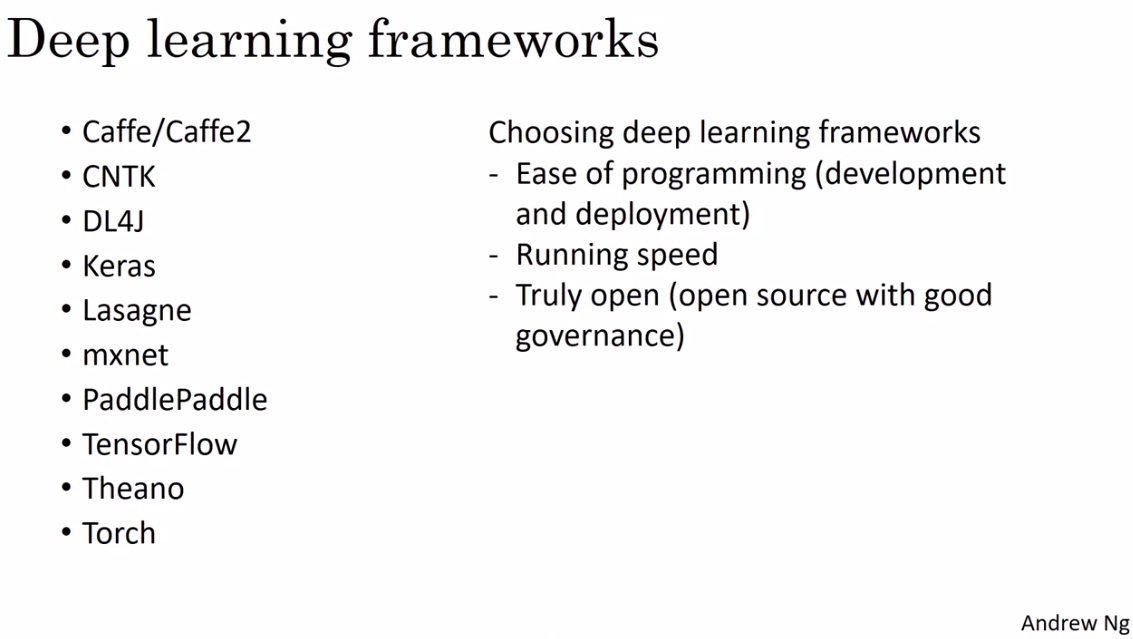 Deep learning frameworks
• Caffe/Caffe2
• CNTK
• DL4J
• Keras
• Lasagne
• mxnet
• PaddlePaddle
• TensorFlow
• Theano
• Torch
Choosing deep learning frameworks
- Ease of programming (development
and deployment)
- Running speed
- Truly open (open source with good
governance)
Andrew Ng